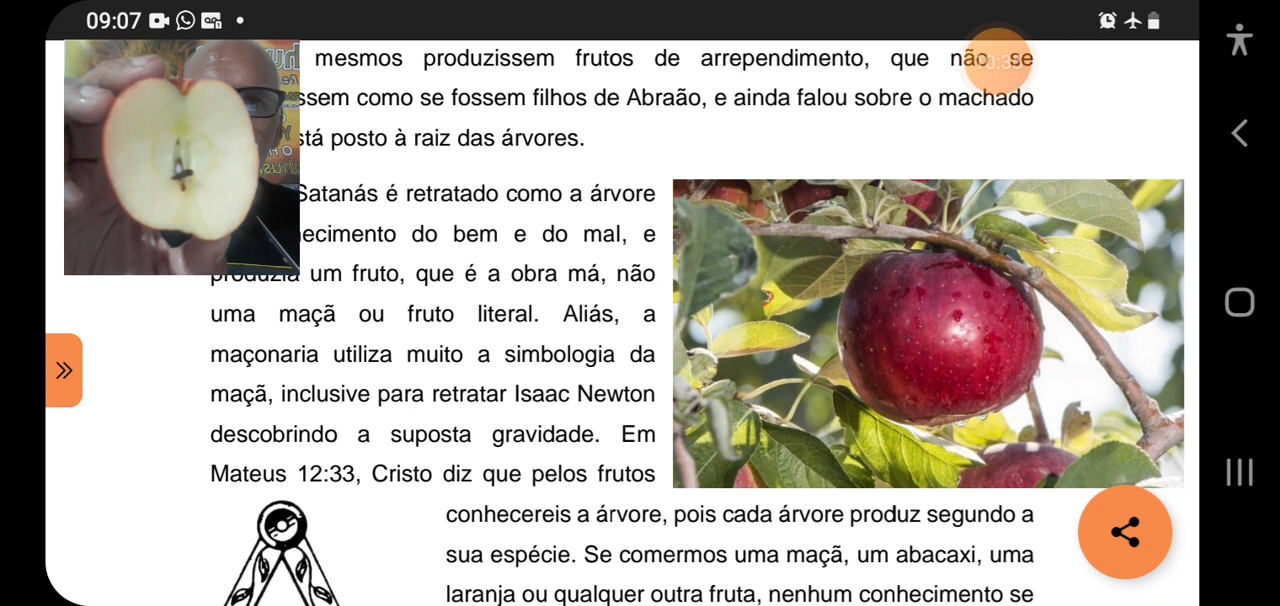 09:07
mesmos produzissem frutos de arrependimento, que não se
ssem como se fossem filhos de Abraão, e ainda falou sobre o machado
stá posto à raiz das árvores.
Satanás é retratado como a árvore
hecimento do bem e do mal, e
produzia um fruto, que é a obra má, não
uma maçã ou fruto literal. Aliás, a
maçonaria utiliza muito a simbologia da
maçã, inclusive para retratar Isaac Newton
descobrindo a suposta gravidade. Em
Mateus 12:33, Cristo diz que pelos frutos
conhecereis a árvore, pois cada árvore produz segundo a
sua espécie. Se comermos uma maçã, um abacaxi, uma
laranja ou qualquer outra fruta, nenhum conhecimento se